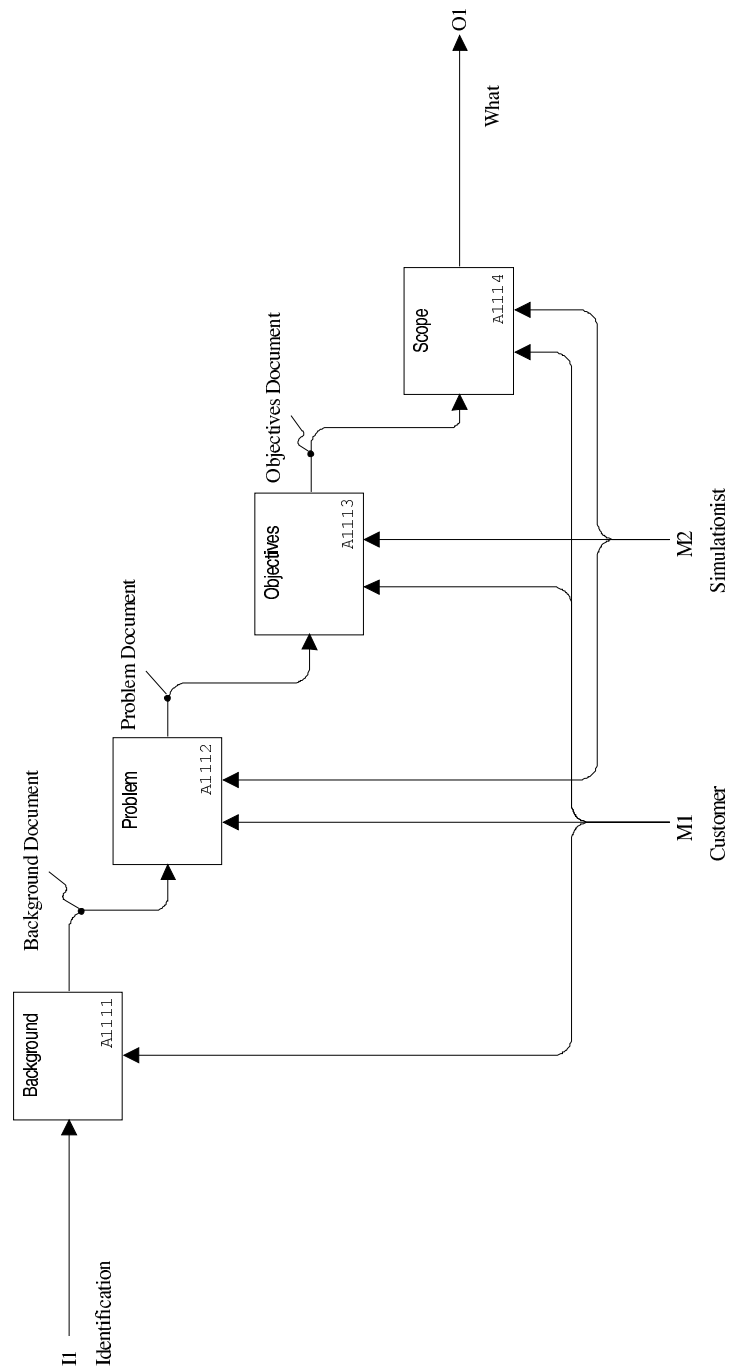 I1
Identification
Background
A1111
Background Document
Problem
A1112
Problem Document
Objectives
A1113
Objectives Document
Scope
A1114
What
O1
M1
Customer
M2
Simulationist